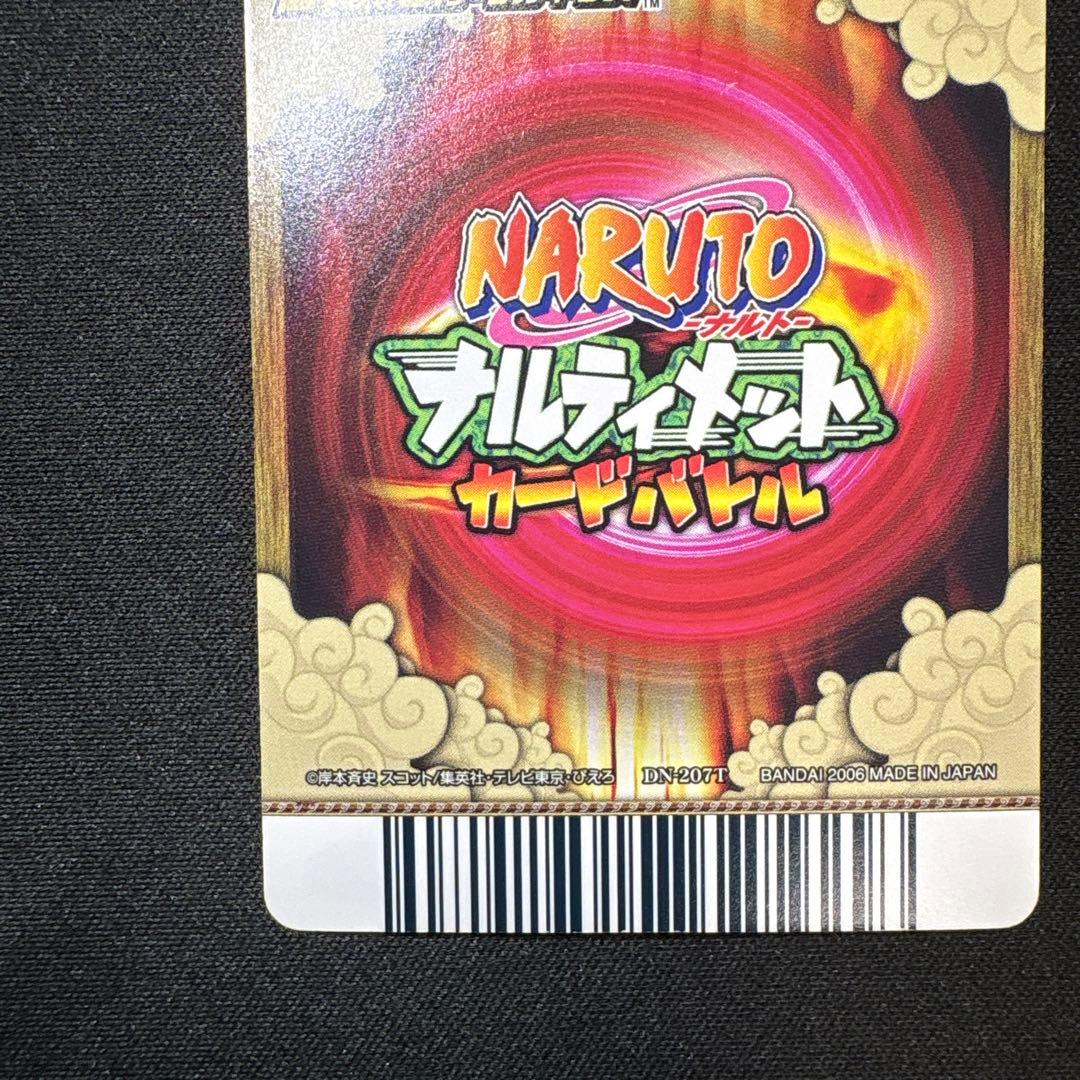 NARUTO
-ナルト-
ナルティメット
カードバトル
©岸本斉史 スコット/集英社・テレビ東京・ぴえろ DN-207T BANDAI 2006 MADE IN JAPAN